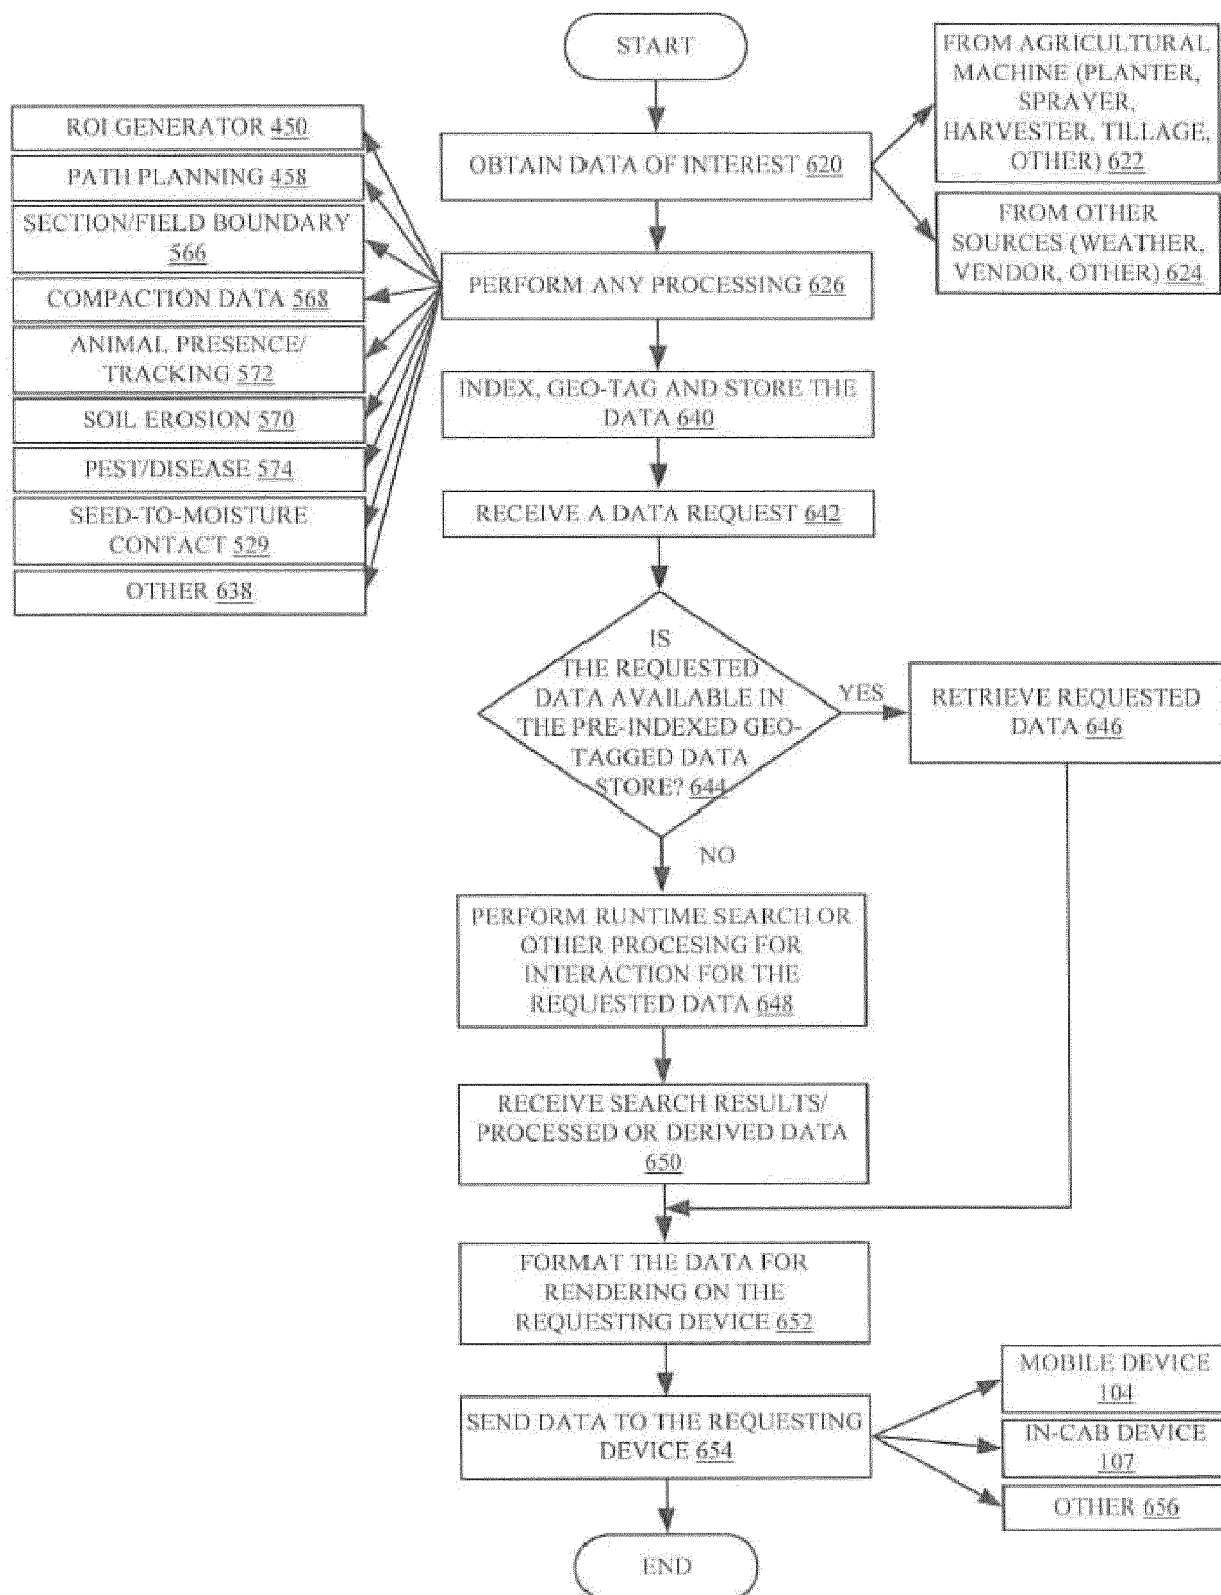 START
FROM AGRICULTURAL
MACHINE (PLANTER,
SPRAYER,
HARVESTER, TILLAGE,
OTHER) 622
OBTAIN DATA OF INTEREST 620
FROM OTHER
SOURCES (WEATHER,
VENDOR, OTHER) 624
PERFORM ANY PROCESSING 626
ROI GENERATOR 450
PATH PLANNING 458
SECTION/FIELD BOUNDARY
566
COMPACTION DATA 568
ANIMAL PRESENCE/
TRACKING 572
SOIL EROSION 570
PEST/DISEASE 574
SEED-TO-MOISTURE
CONTACT 529
OTHER 638
INDEX, GEO-TAG AND STORE THE
DATA 640
RECEIVE A DATA REQUEST 642
IS
THE REQUESTED
DATA AVAILABLE IN
THE PRE-INDEXED GEO-
TAGGED DATA
STORE? 644
YES
RETRIEVE REQUESTED
DATA 646
NO
PERFORM RUNTIME SEARCH OR
OTHER PROCESING FOR
INTERACTION FOR THE
REQUESTED DATA 648
RECEIVE SEARCH RESULTS/
PROCESSED OR DERIVED DATA
650
FORMAT THE DATA FOR
RENDERING ON THE
REQUESTING DEVICE 652
SEND DATA TO THE REQUESTING
DEVICE 654
MOBILE DEVICE
104
IN-CAB DEVICE
107
OTHER 656
END